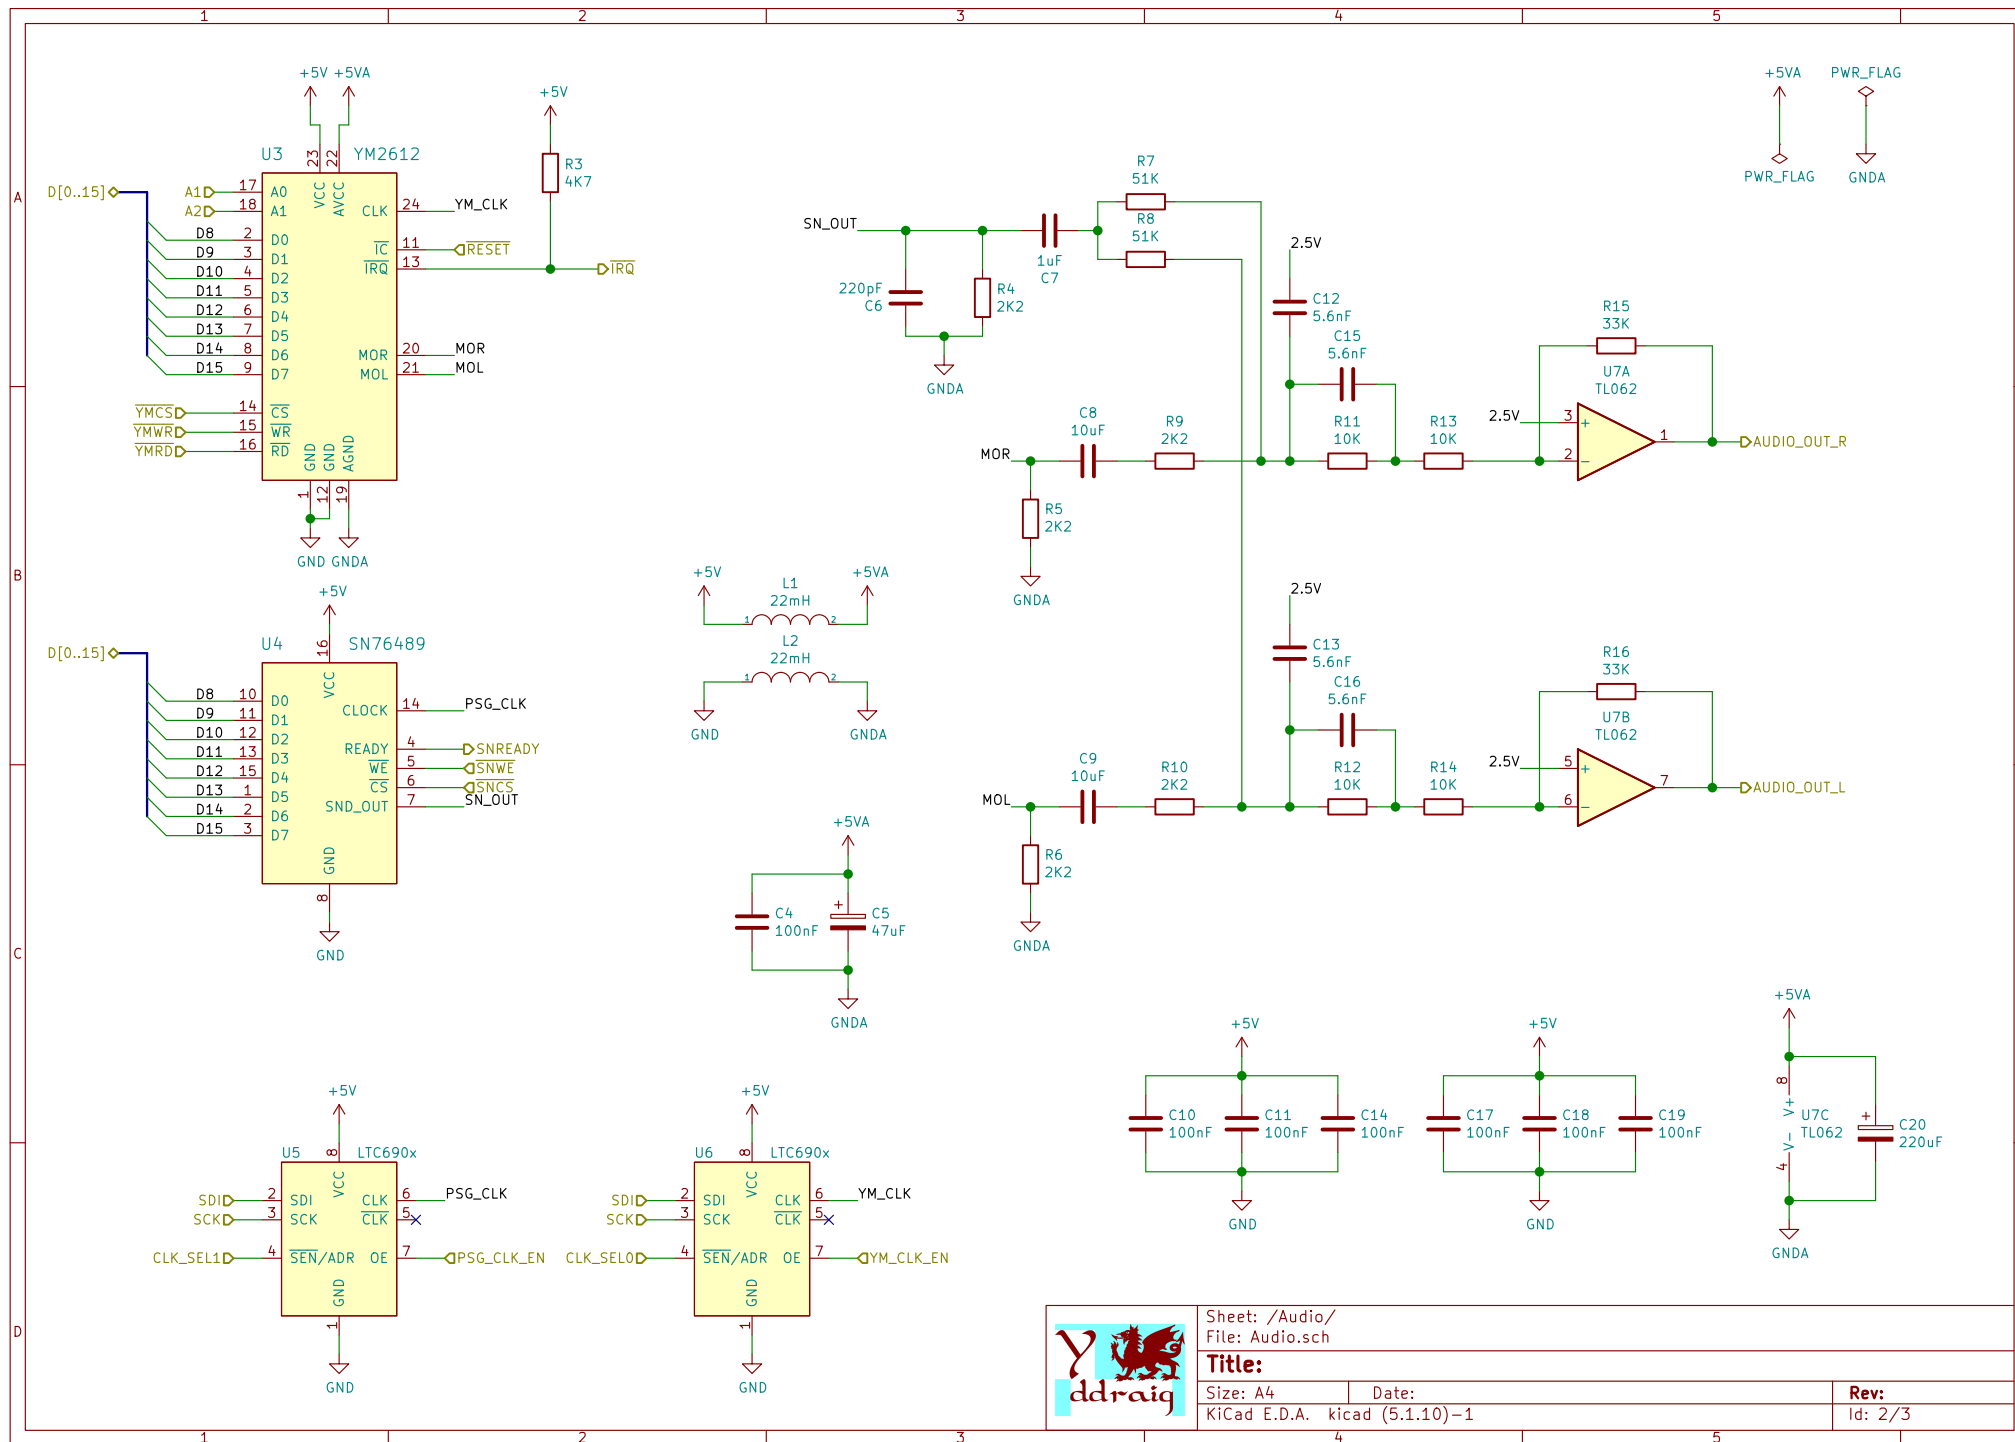 1 2 3 4 5
A
B
C
D
+5V +5VA
U3 YM2612
23 22
VCC AVCC
D[0..15]
A1 17 A0
A2 18 A1
D8 2 D0
D9 3 D1
D10 4 D2
D11 5 D3
D12 6 D4
D13 7 D5
D14 8 D6
D15 9 D7
YMCS 14 CS
YMWR 15 WR
YMRD 16 RD
CLK 24 YM_CLK
IC 11 RESET
IRQ 13 IRQ
MOR 20 MOR
MOL 21 MOL
GND GND AGND
1 12 19
GND GNDA
+5V
R3
4K7
+5V
U4 SN76489
16
VCC
D[0..15]
D8 10 D0
D9 11 D1
D10 12 D2
D11 13 D3
D12 15 D4
D13 1 D5
D14 2 D6
D15 3 D7
CLOCK 14 PSG_CLK
READY 4 SNREADY
WE 5 SNWE
CS 6 SNCS
SND_OUT 7 SN_OUT
GND
8
GND
+5V +5VA
L1
22mH
1 2
L2
22mH
1 2
GND GNDA
+5VA
C4
100nF
C5
47uF
+
GNDA
SN_OUT
220pF
C6
R4
2K2
GNDA
1uF
C7
R7
51K
R8
51K
MOR
R5
2K2
GNDA
C8
10uF
R9
2K2
2.5V
C12
5.6nF
C15
5.6nF
R11
10K
R13
10K
R15
33K
U7A
TL062
2.5V 3 +
2 −
1 AUDIO_OUT_R
MOL
R6
2K2
GNDA
C9
10uF
R10
2K2
2.5V
C13
5.6nF
C16
5.6nF
R12
10K
R14
10K
R16
33K
U7B
TL062
2.5V 5 +
6 −
7 AUDIO_OUT_L
+5VA PWR_FLAG
PWR_FLAG GNDA
+5V
U5 LTC690x
8
VCC
SDI 2 SDI
SCK 3 SCK
CLK_SEL1 4 SEN/ADR
CLK 6 PSG_CLK
CLK 5
OE 7 PSG_CLK_EN
GND
1
GND
+5V
U6 LTC690x
8
VCC
SDI 2 SDI
SCK 3 SCK
CLK_SEL0 4 SEN/ADR
CLK 6 YM_CLK
CLK 5
OE 7 YM_CLK_EN
GND
1
GND
+5V
C10
100nF
C11
100nF
C14
100nF
GND
+5V
C17
100nF
C18
100nF
C19
100nF
GND
+5VA
8
V+
V−
4
U7C
TL062
+
C20
220uF
GNDA
Y
ddraig
Sheet: /Audio/
File: Audio.sch
Title:
Size: A4 Date: Rev:
KiCad E.D.A. kicad (5.1.10)-1 Id: 2/3
1 2 3 4 5